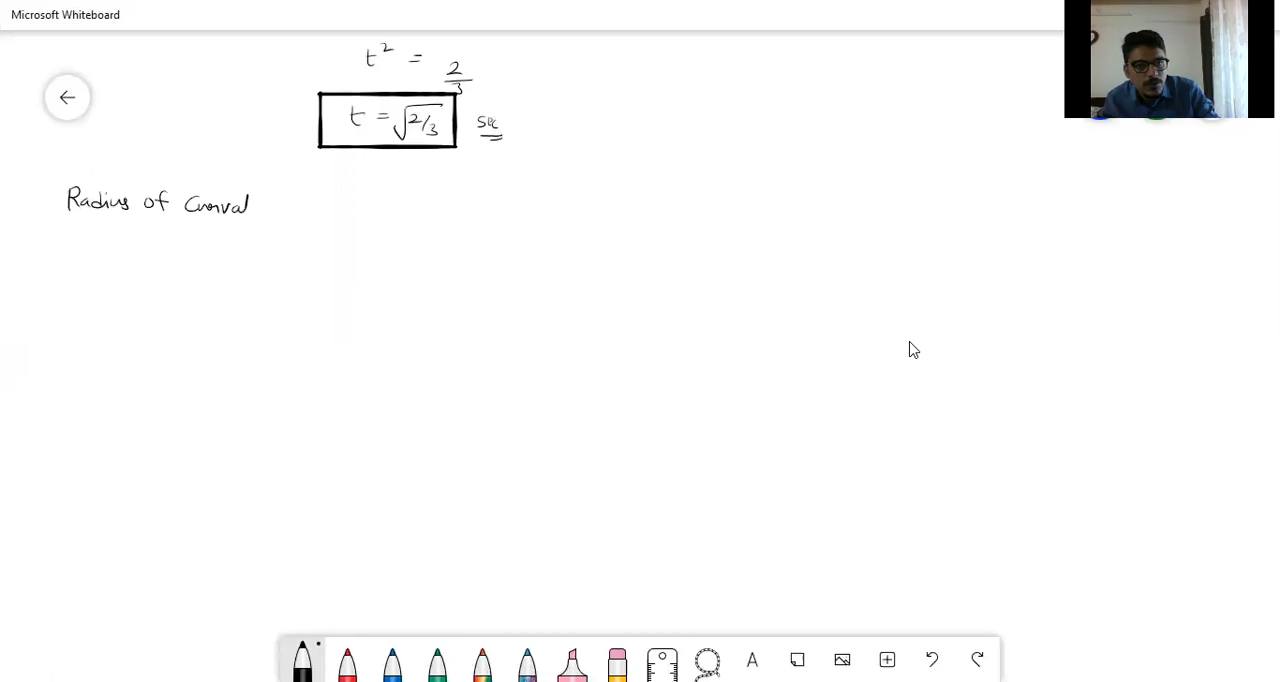 Microsoft Whiteboard
t² = 2/3
t = √2/3 sec
Radius of Curval